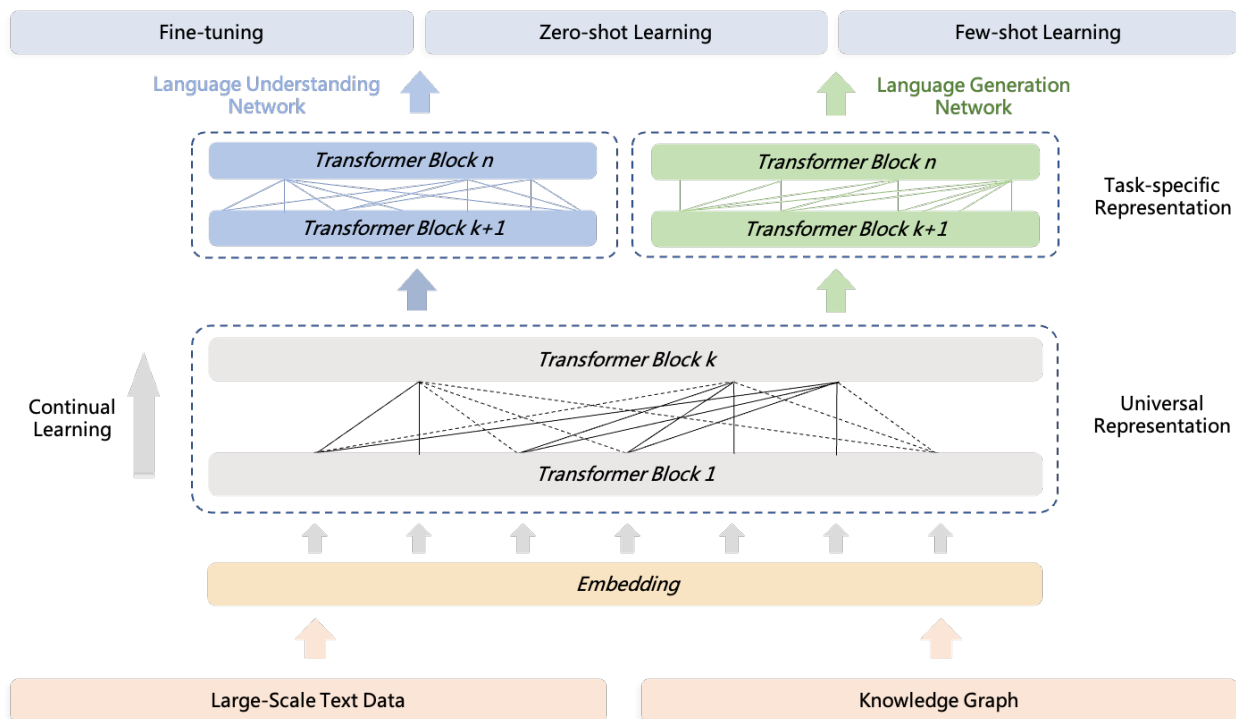 Fine-tuning
Zero-shot Learning
Few-shot Learning
Language Understanding
Network
Language Generation
Network
Transformer Block n
Transformer Block n
Transformer Block k+1
Transformer Block k+1
Task-specific
Representation
Transformer Block k
Continual
Learning
Universal
Representation
Transformer Block 1
Embedding
Large-Scale Text Data
Knowledge Graph